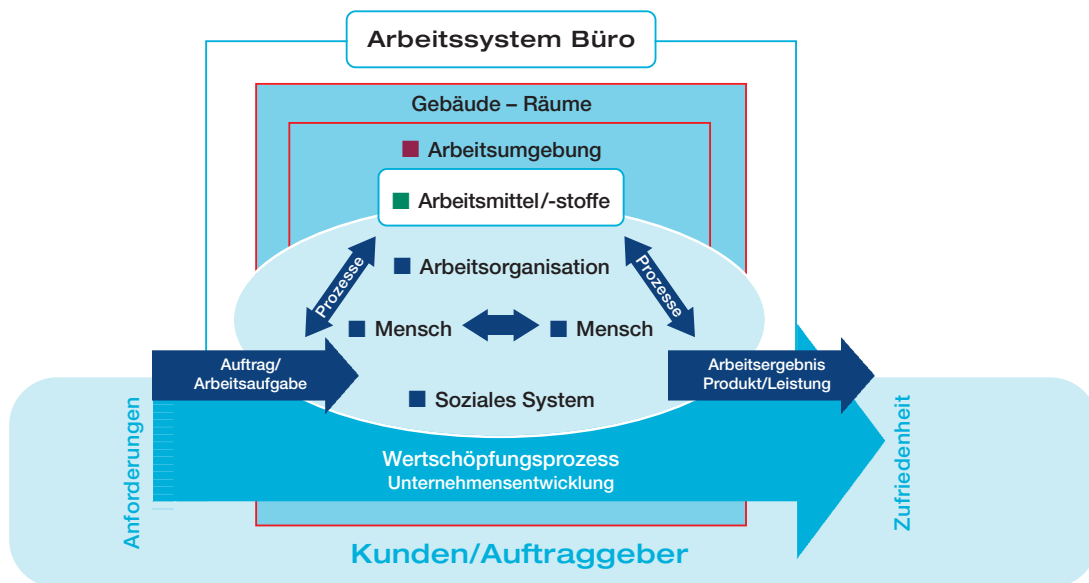 Arbeitssystem Büro
Gebäude – Räume
Arbeitsumgebung
Arbeitsmittel/-stoffe
Arbeitsorganisation
Prozesse
Prozesse
Mensch
Mensch
Auftrag/
Arbeitsaufgabe
Arbeitsergebnis
Produkt/Leistung
Soziales System
Anforderungen
Wertschöpfungsprozess
Unternehmensentwicklung
Zufriedenheit
Kunden/Auftraggeber